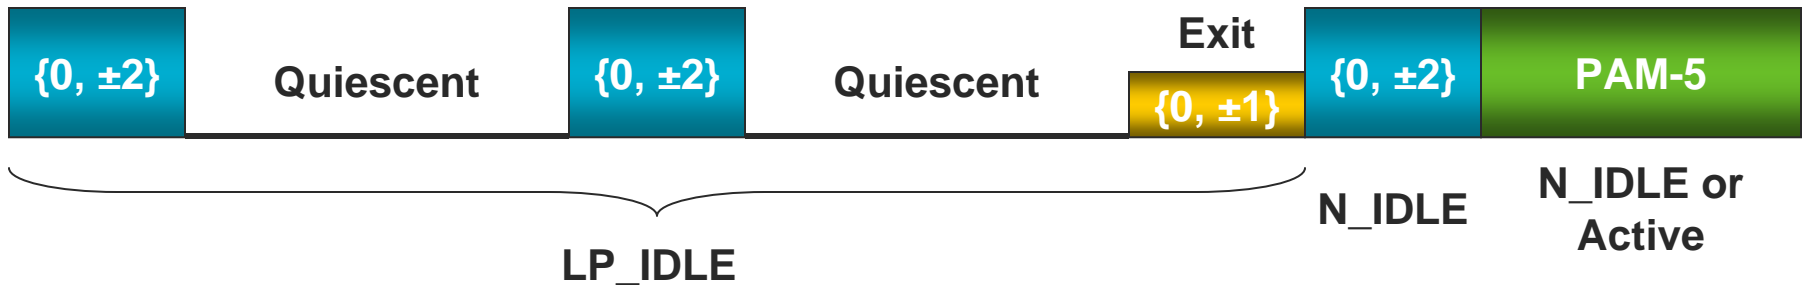 Exit
{0, ±2}
Quiescent
{0, ±2}
Quiescent
{0, ±1}
{0, ±2}
PAM-5
LP_IDLE
N_IDLE
N_IDLE or
Active